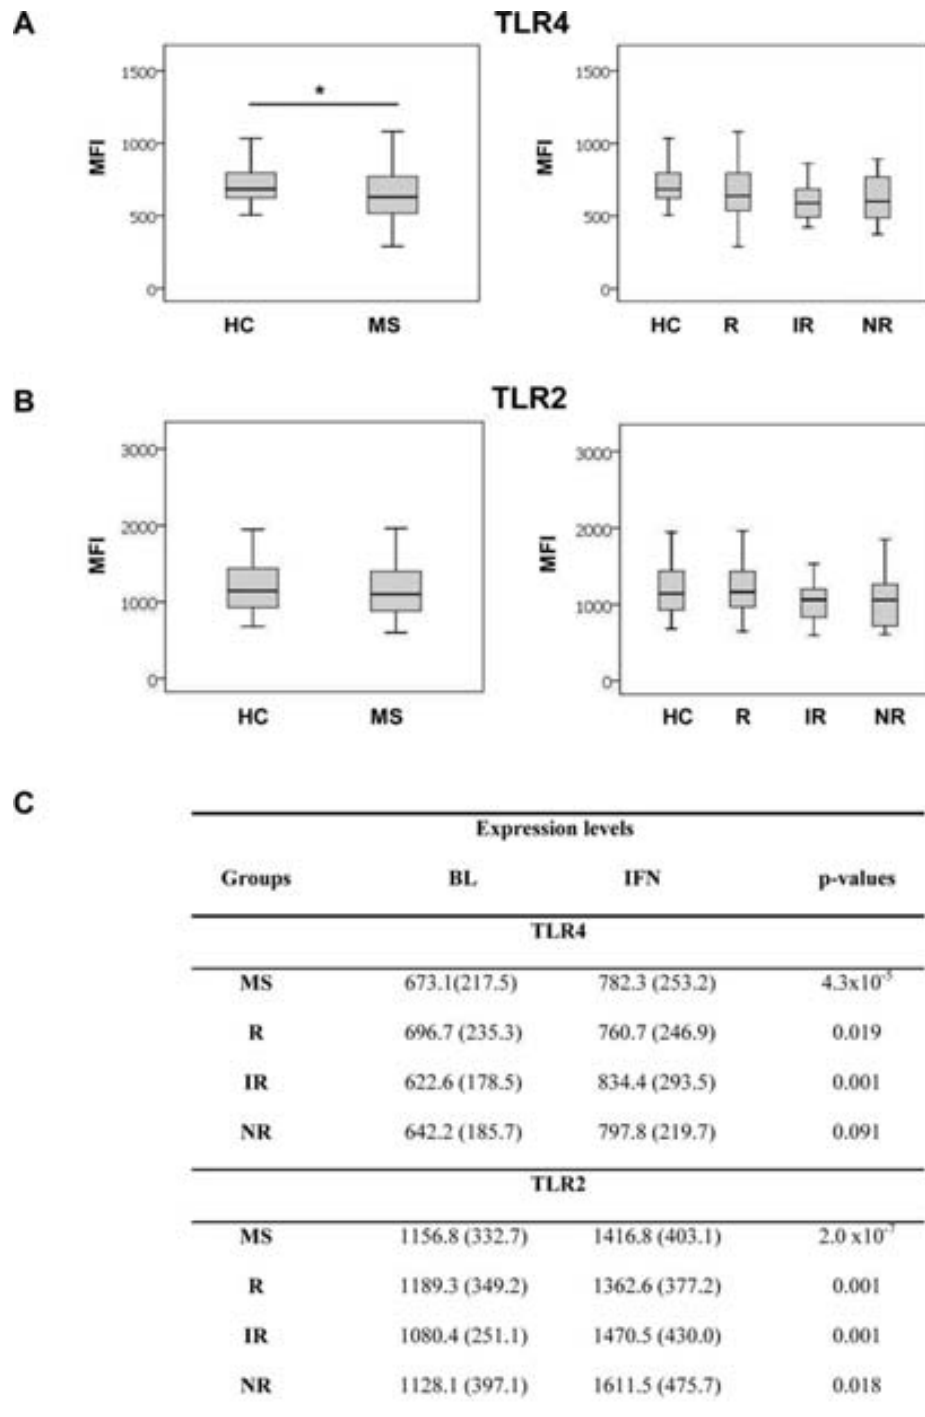 A
TLR4
1500
1000
500
0
MFI
*
HC MS
1500
1000
500
0
HC R IR NR
B
TLR2
3000
2000
1000
0
MFI
HC MS
3000
2000
1000
0
MFI
HC R IR NR
C
Expression levels
Groups BL IFN p-values
TLR4
MS 673.1(217.5) 782.3 (253.2) 4.3x10⁻⁵
R 696.7 (235.3) 760.7 (246.9) 0.019
IR 622.6 (178.5) 834.4 (293.5) 0.001
NR 642.2 (185.7) 797.8 (219.7) 0.091
TLR2
MS 1156.8 (332.7) 1416.8 (403.1) 2.0 x10⁻⁷
R 1189.3 (349.2) 1362.6 (377.2) 0.001
IR 1080.4 (251.1) 1470.5 (430.0) 0.001
NR 1128.1 (397.1) 1611.5 (475.7) 0.018